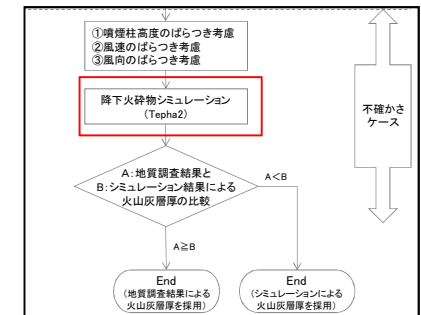 ①噴煙柱高度のばらつき考慮
②風速のばらつき考慮
③風向のばらつき考慮
降下火砕物シミュレーション
(Tepha2)
不確かさ
ケース
A:地質調査結果と
B:シミュレーション結果による
火山灰層厚の比較
A<B
A≧B
End
(地質調査結果による
火山灰層厚を採用)
End
(シミュレーションによる
火山灰層厚を採用)